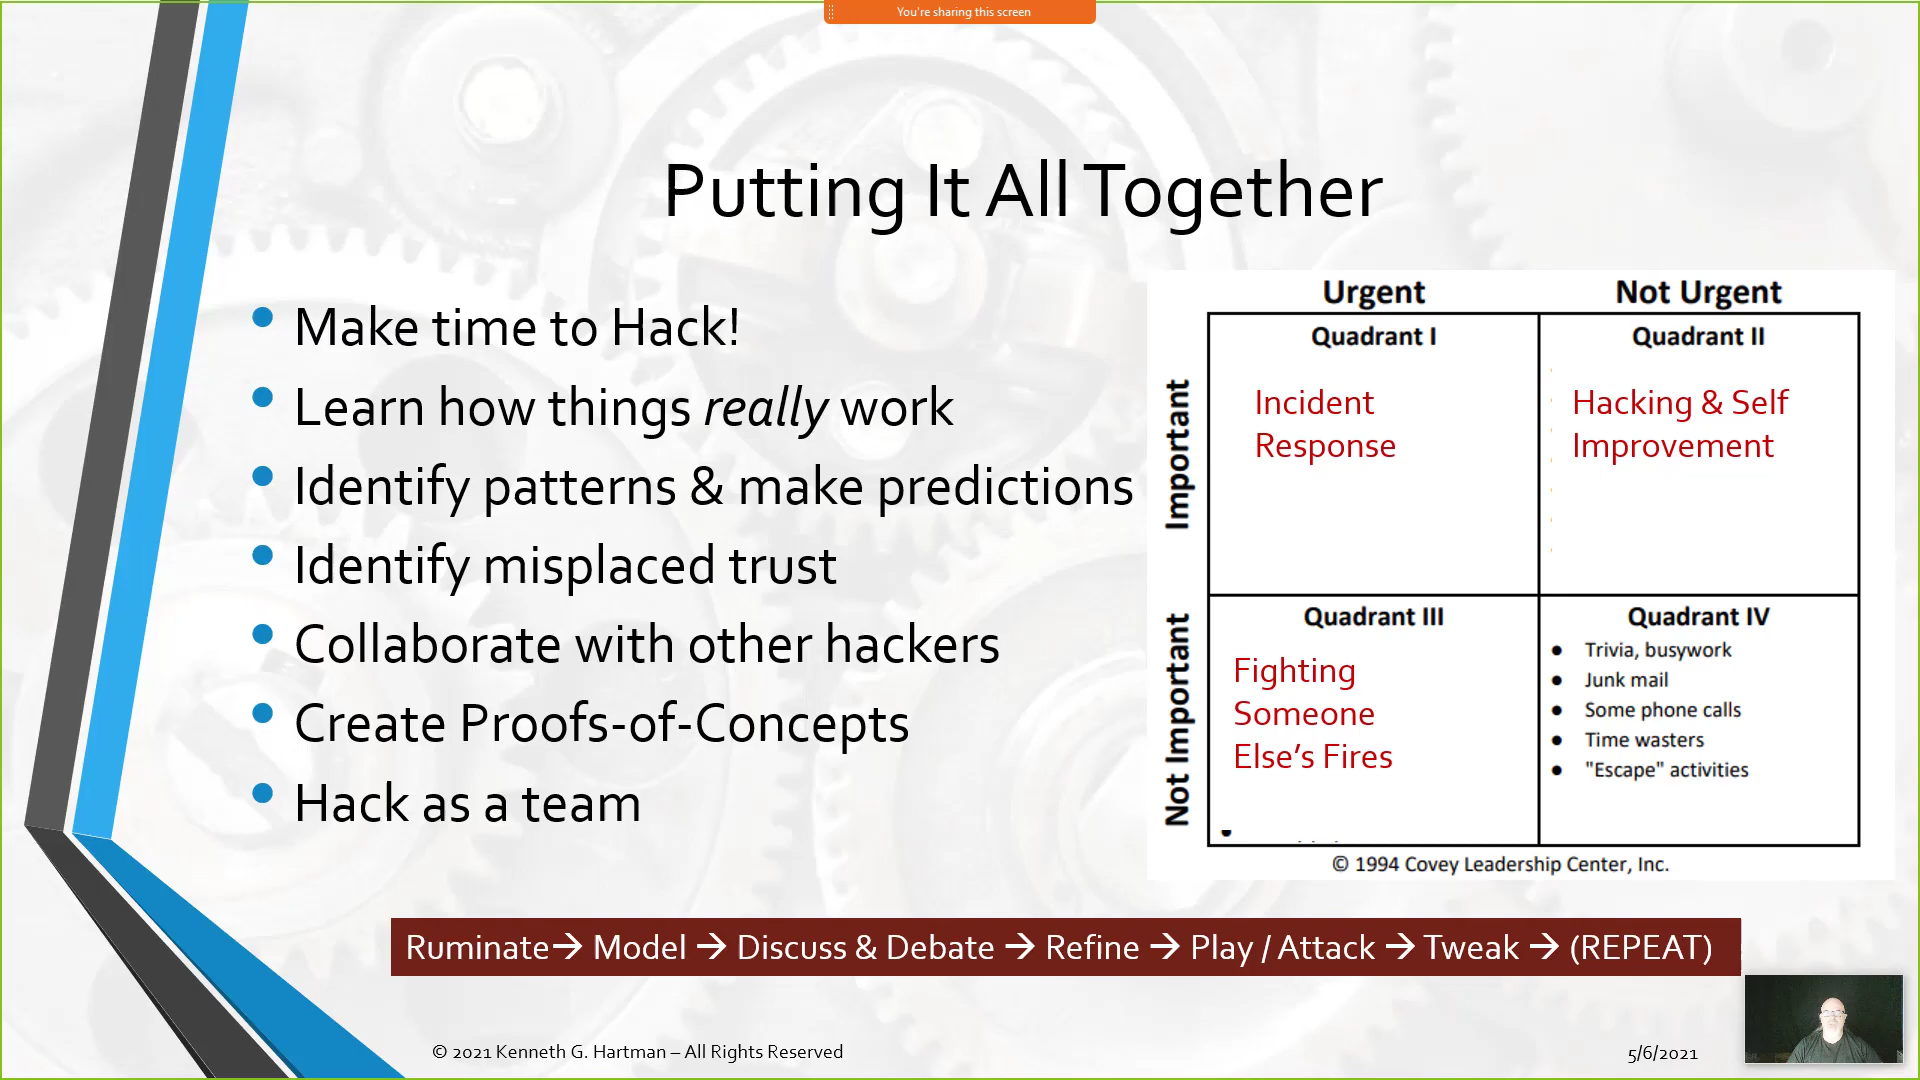 You're sharing this screen
Putting It All Together
Make time to Hack!
Learn how things really work
Identify patterns & make predictions
Identify misplaced trust
Collaborate with other hackers
Create Proofs-of-Concepts
Hack as a team
Urgent
Not Urgent
Important
Quadrant I
Incident
Response
Quadrant II
Hacking & Self
Improvement
Not Important
Quadrant III
Fighting
Someone
Else’s Fires
Quadrant IV
Trivia, busywork
Junk mail
Some phone calls
Time wasters
"Escape" activities
© 1994 Covey Leadership Center, Inc.
Ruminate→ Model → Discuss & Debate → Refine → Play / Attack → Tweak → (REPEAT)
© 2021 Kenneth G. Hartman – All Rights Reserved
5/6/2021